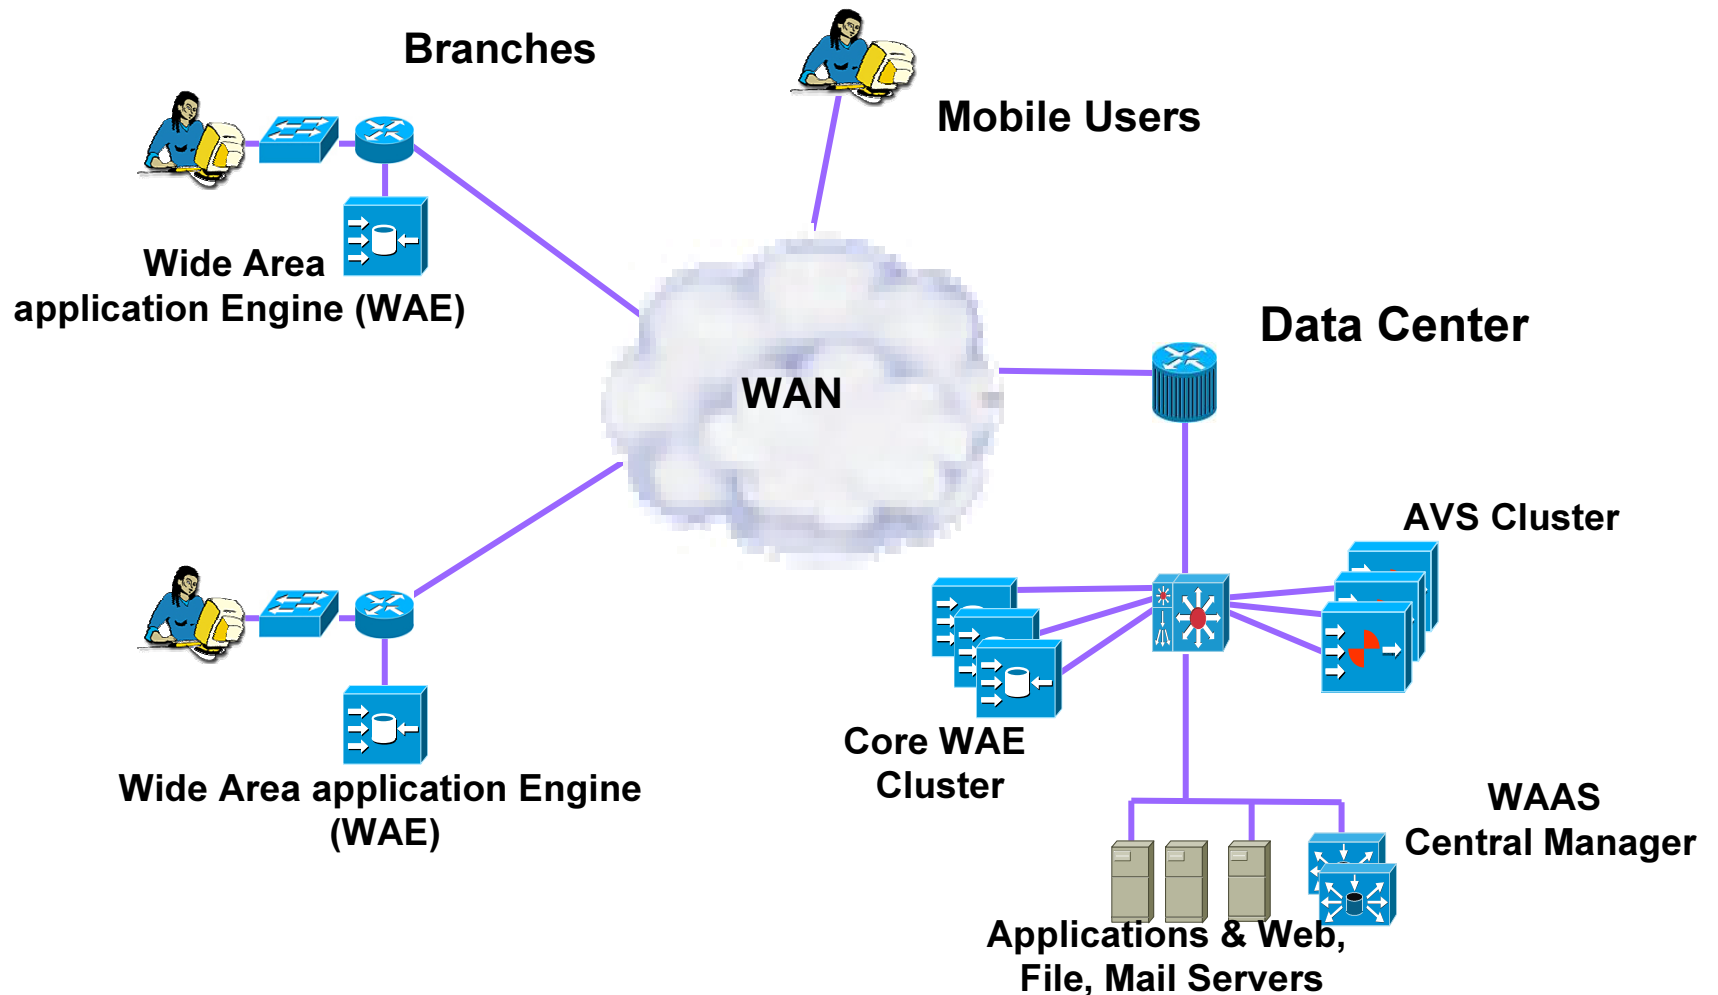 Branches
Mobile Users
Wide Area
application Engine (WAE)
Data Center
WAN
AVS Cluster
Core WAE
Cluster
Wide Area application Engine
(WAE)
WAAS
Central Manager
Applications & Web,
File, Mail Servers